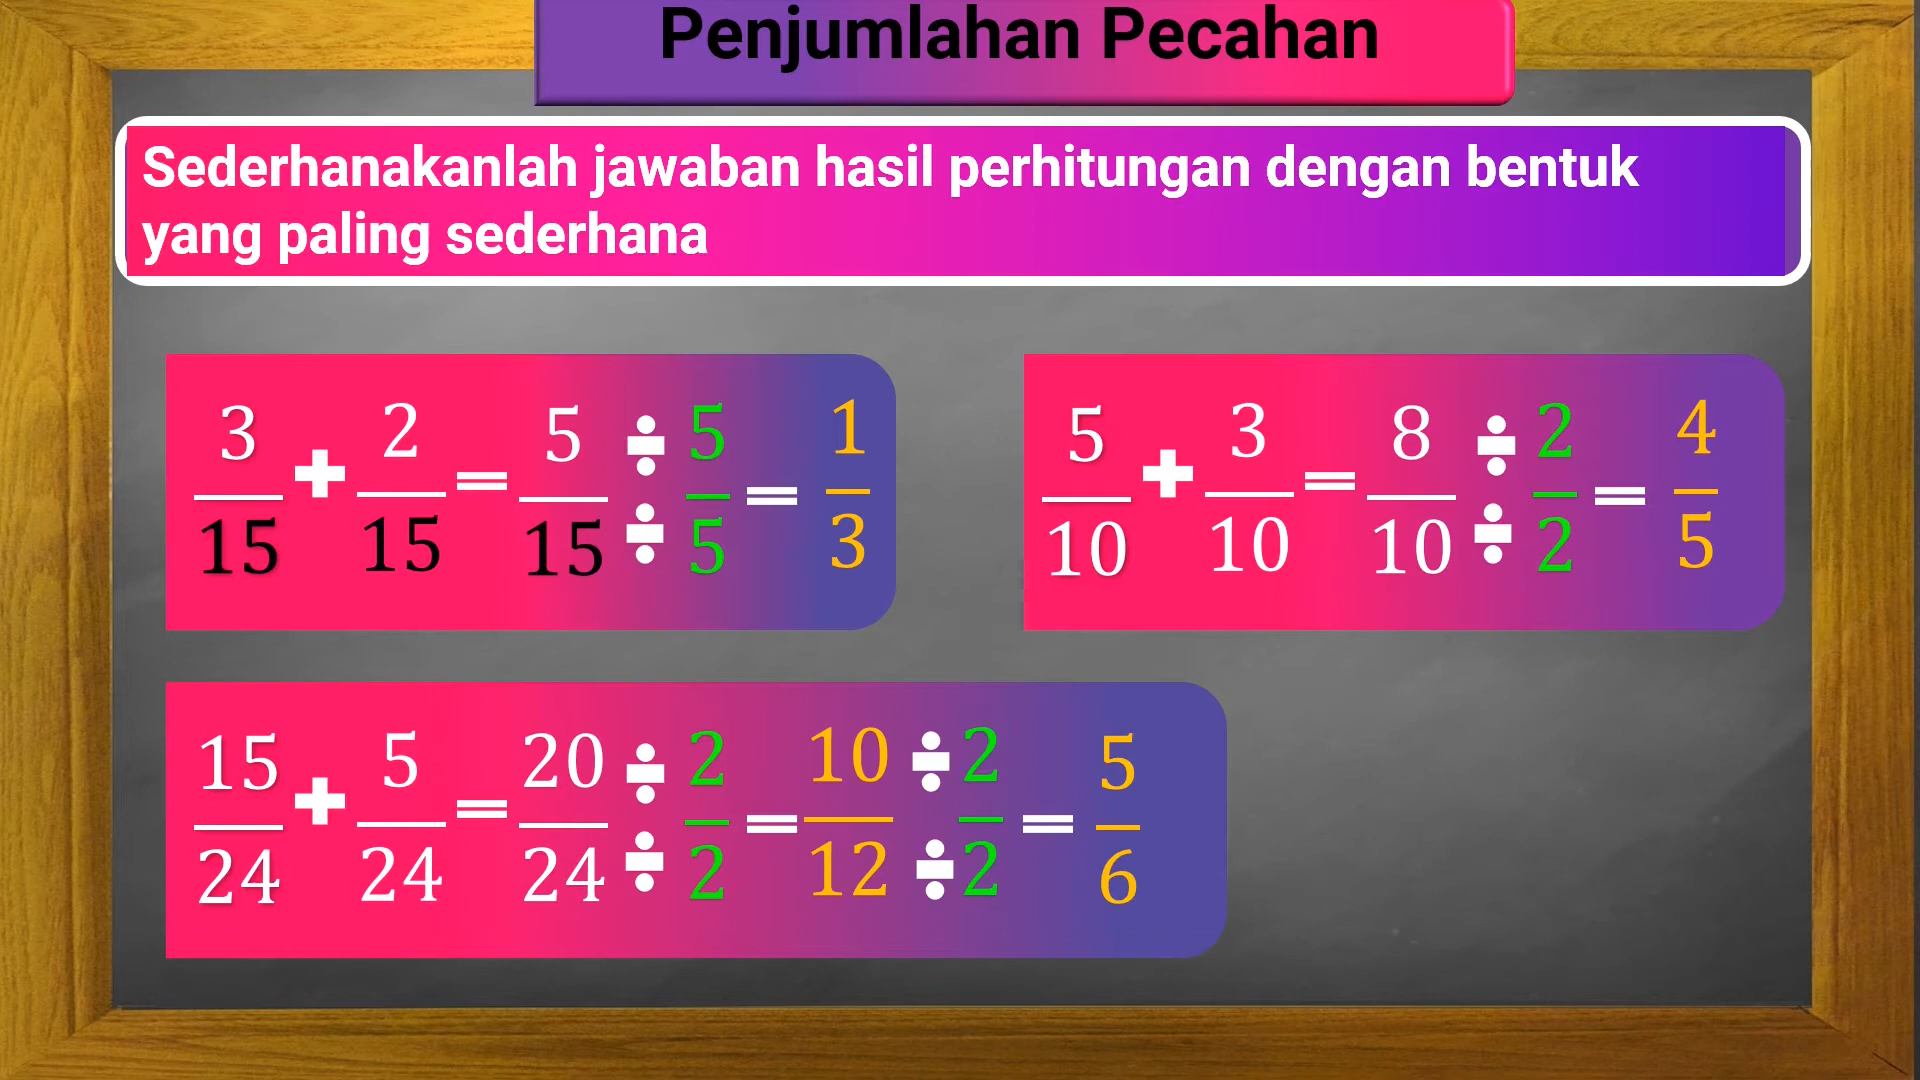 Penjumlahan Pecahan
Sederhanakanlah jawaban hasil perhitungan dengan bentuk
yang paling sederhana
3/15 + 2/15 = 5/15 ÷ 5/÷ 5 = 1/3
5/10 + 3/10 = 8/10 ÷ 2/÷ 2 = 4/5
15/24 + 5/24 = 20/24 ÷ 2/÷ 2 = 10/12 ÷ 2/÷ 2 = 5/6